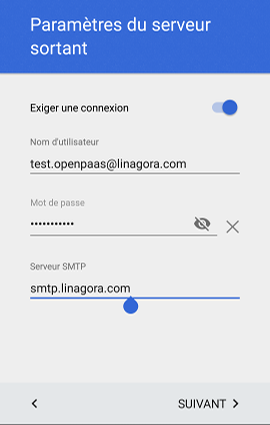 Paramètres du serveur
sortant
Exiger une connexion
Nom d'utilisateur
test.openpaas@linagora.com
Mot de passe
•••••••••••
Serveur SMTP
smtp.linagora.com
SUIVANT